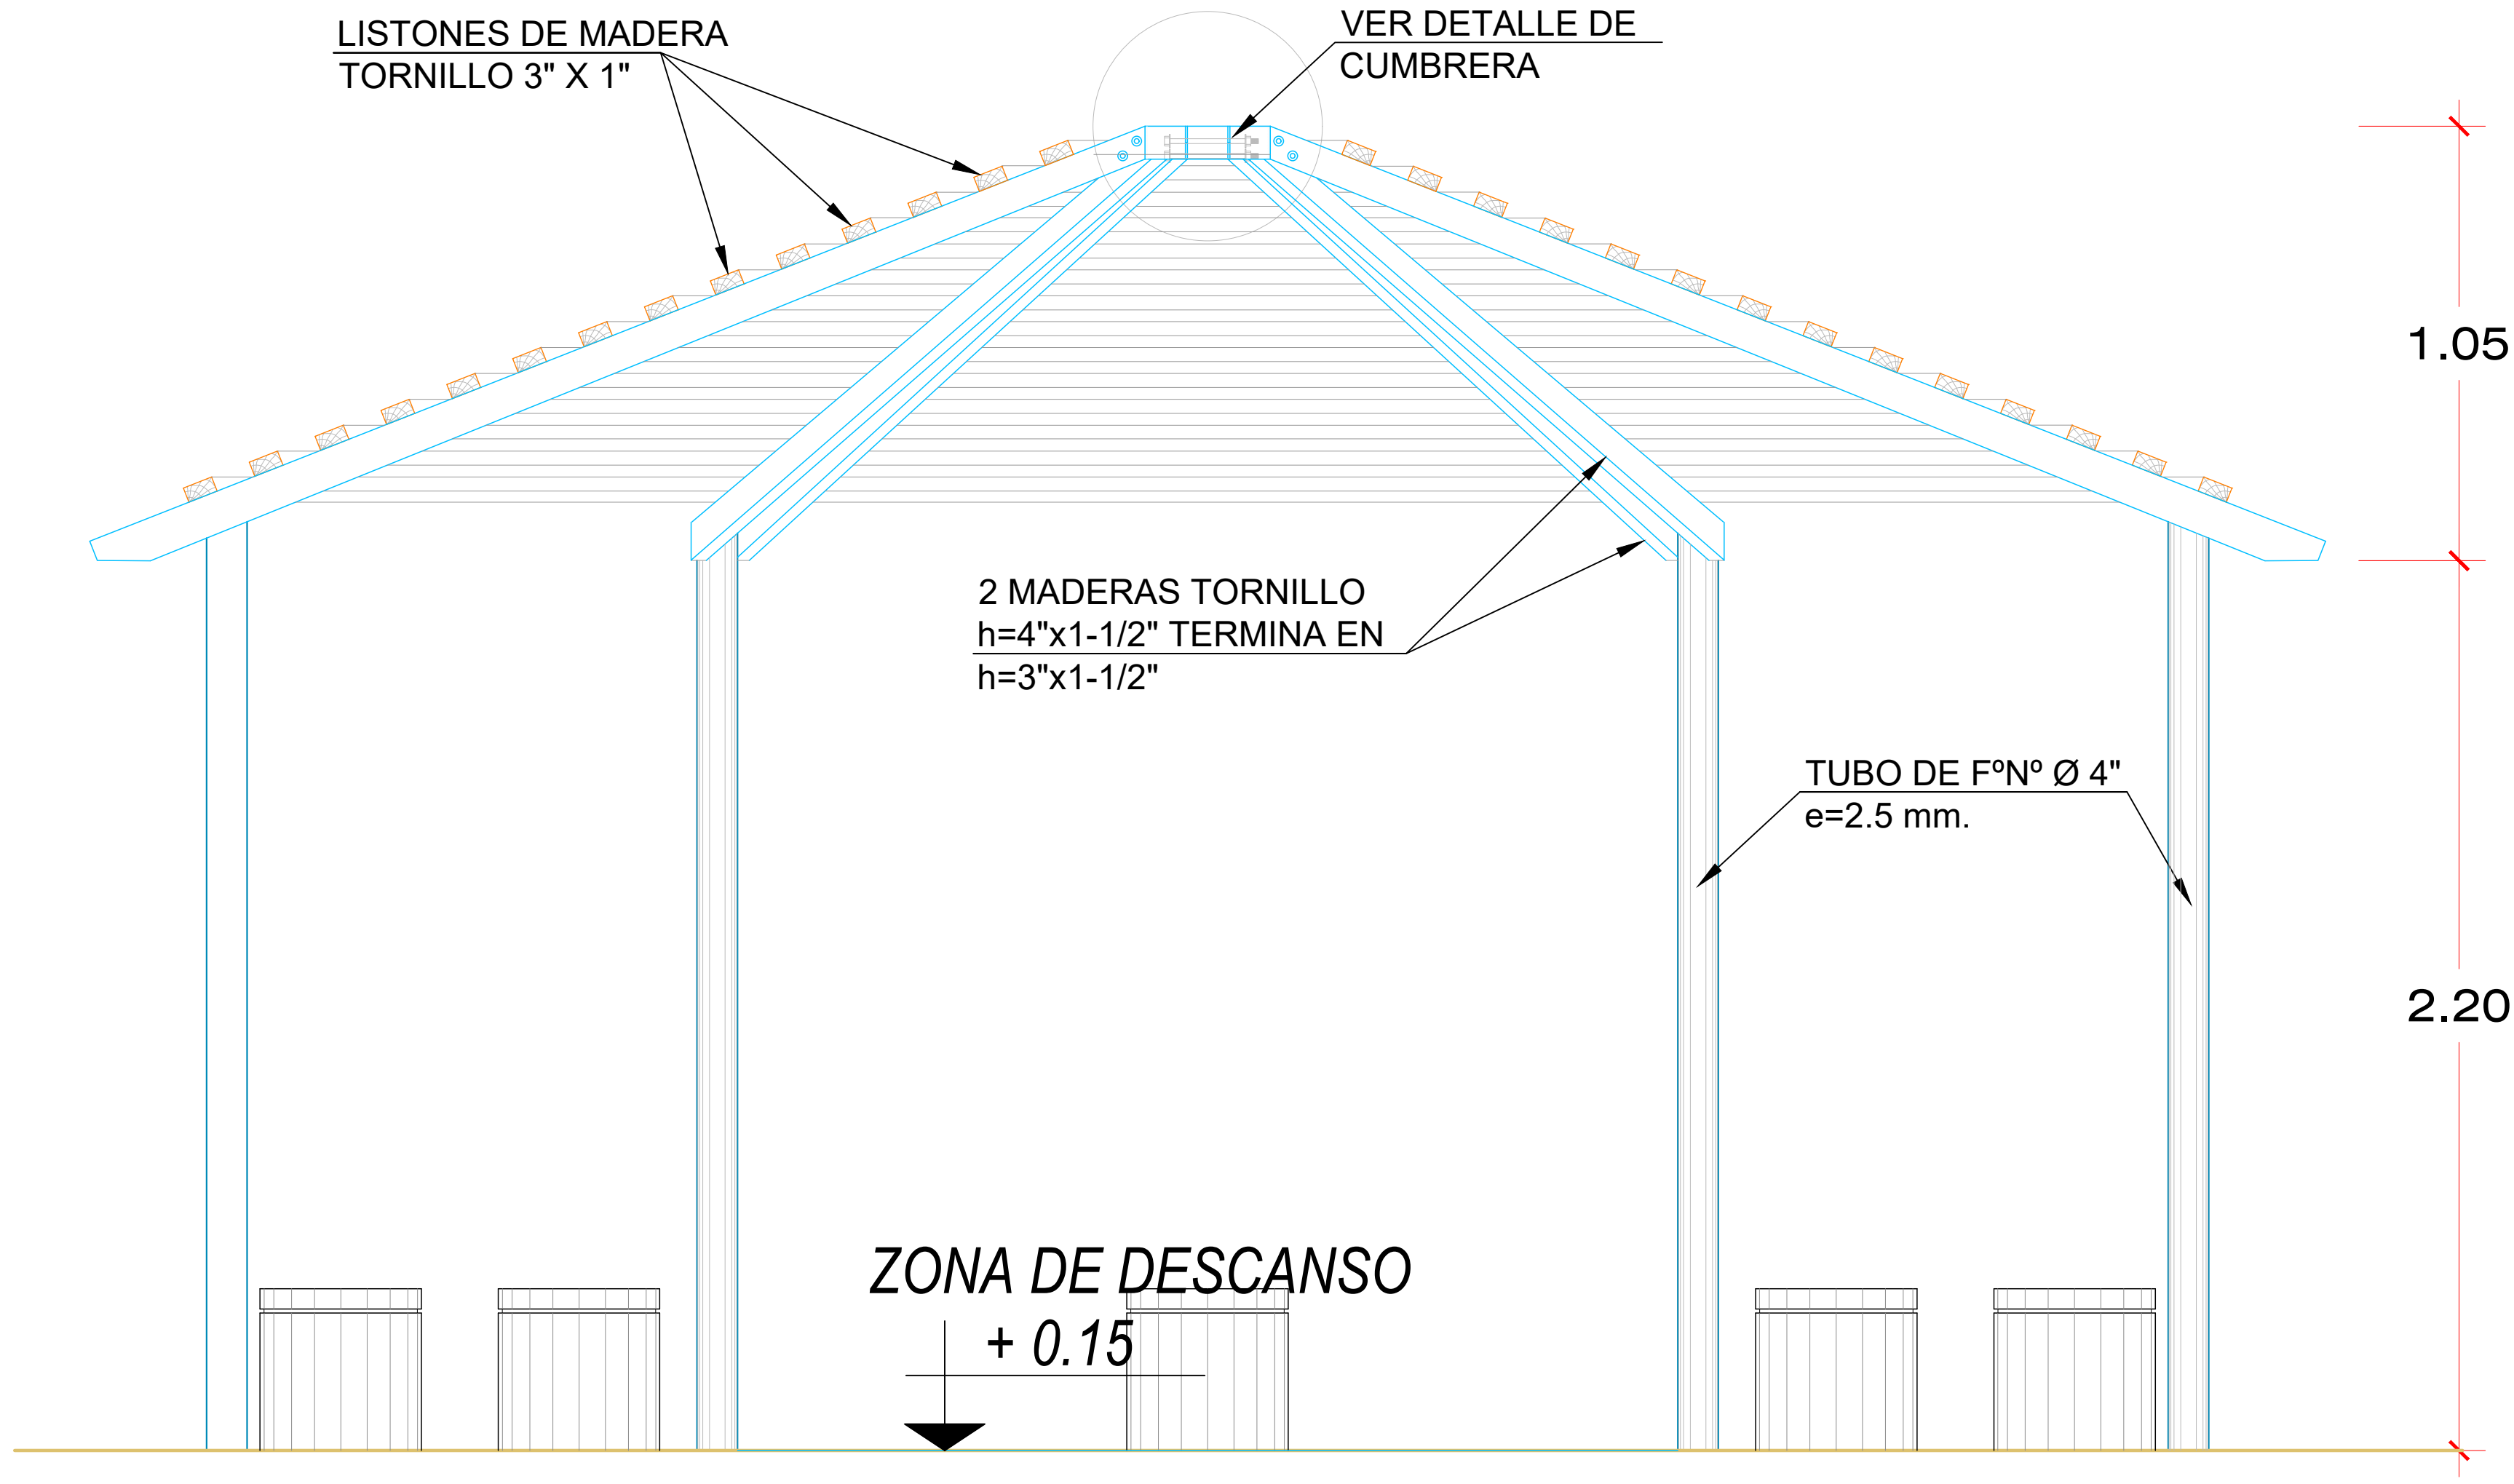 LISTONES DE MADERA
TORNILLO 3" X 1"
VER DETALLE DE
CUMBRERA
1.05
2 MADERAS TORNILLO
h=4"x1-1/2" TERMINA EN
h=3"x1-1/2"
TUBO DE FºNº Ø 4"
e=2.5 mm.
2.20
ZONA DE DESCANSO
+ 0.15